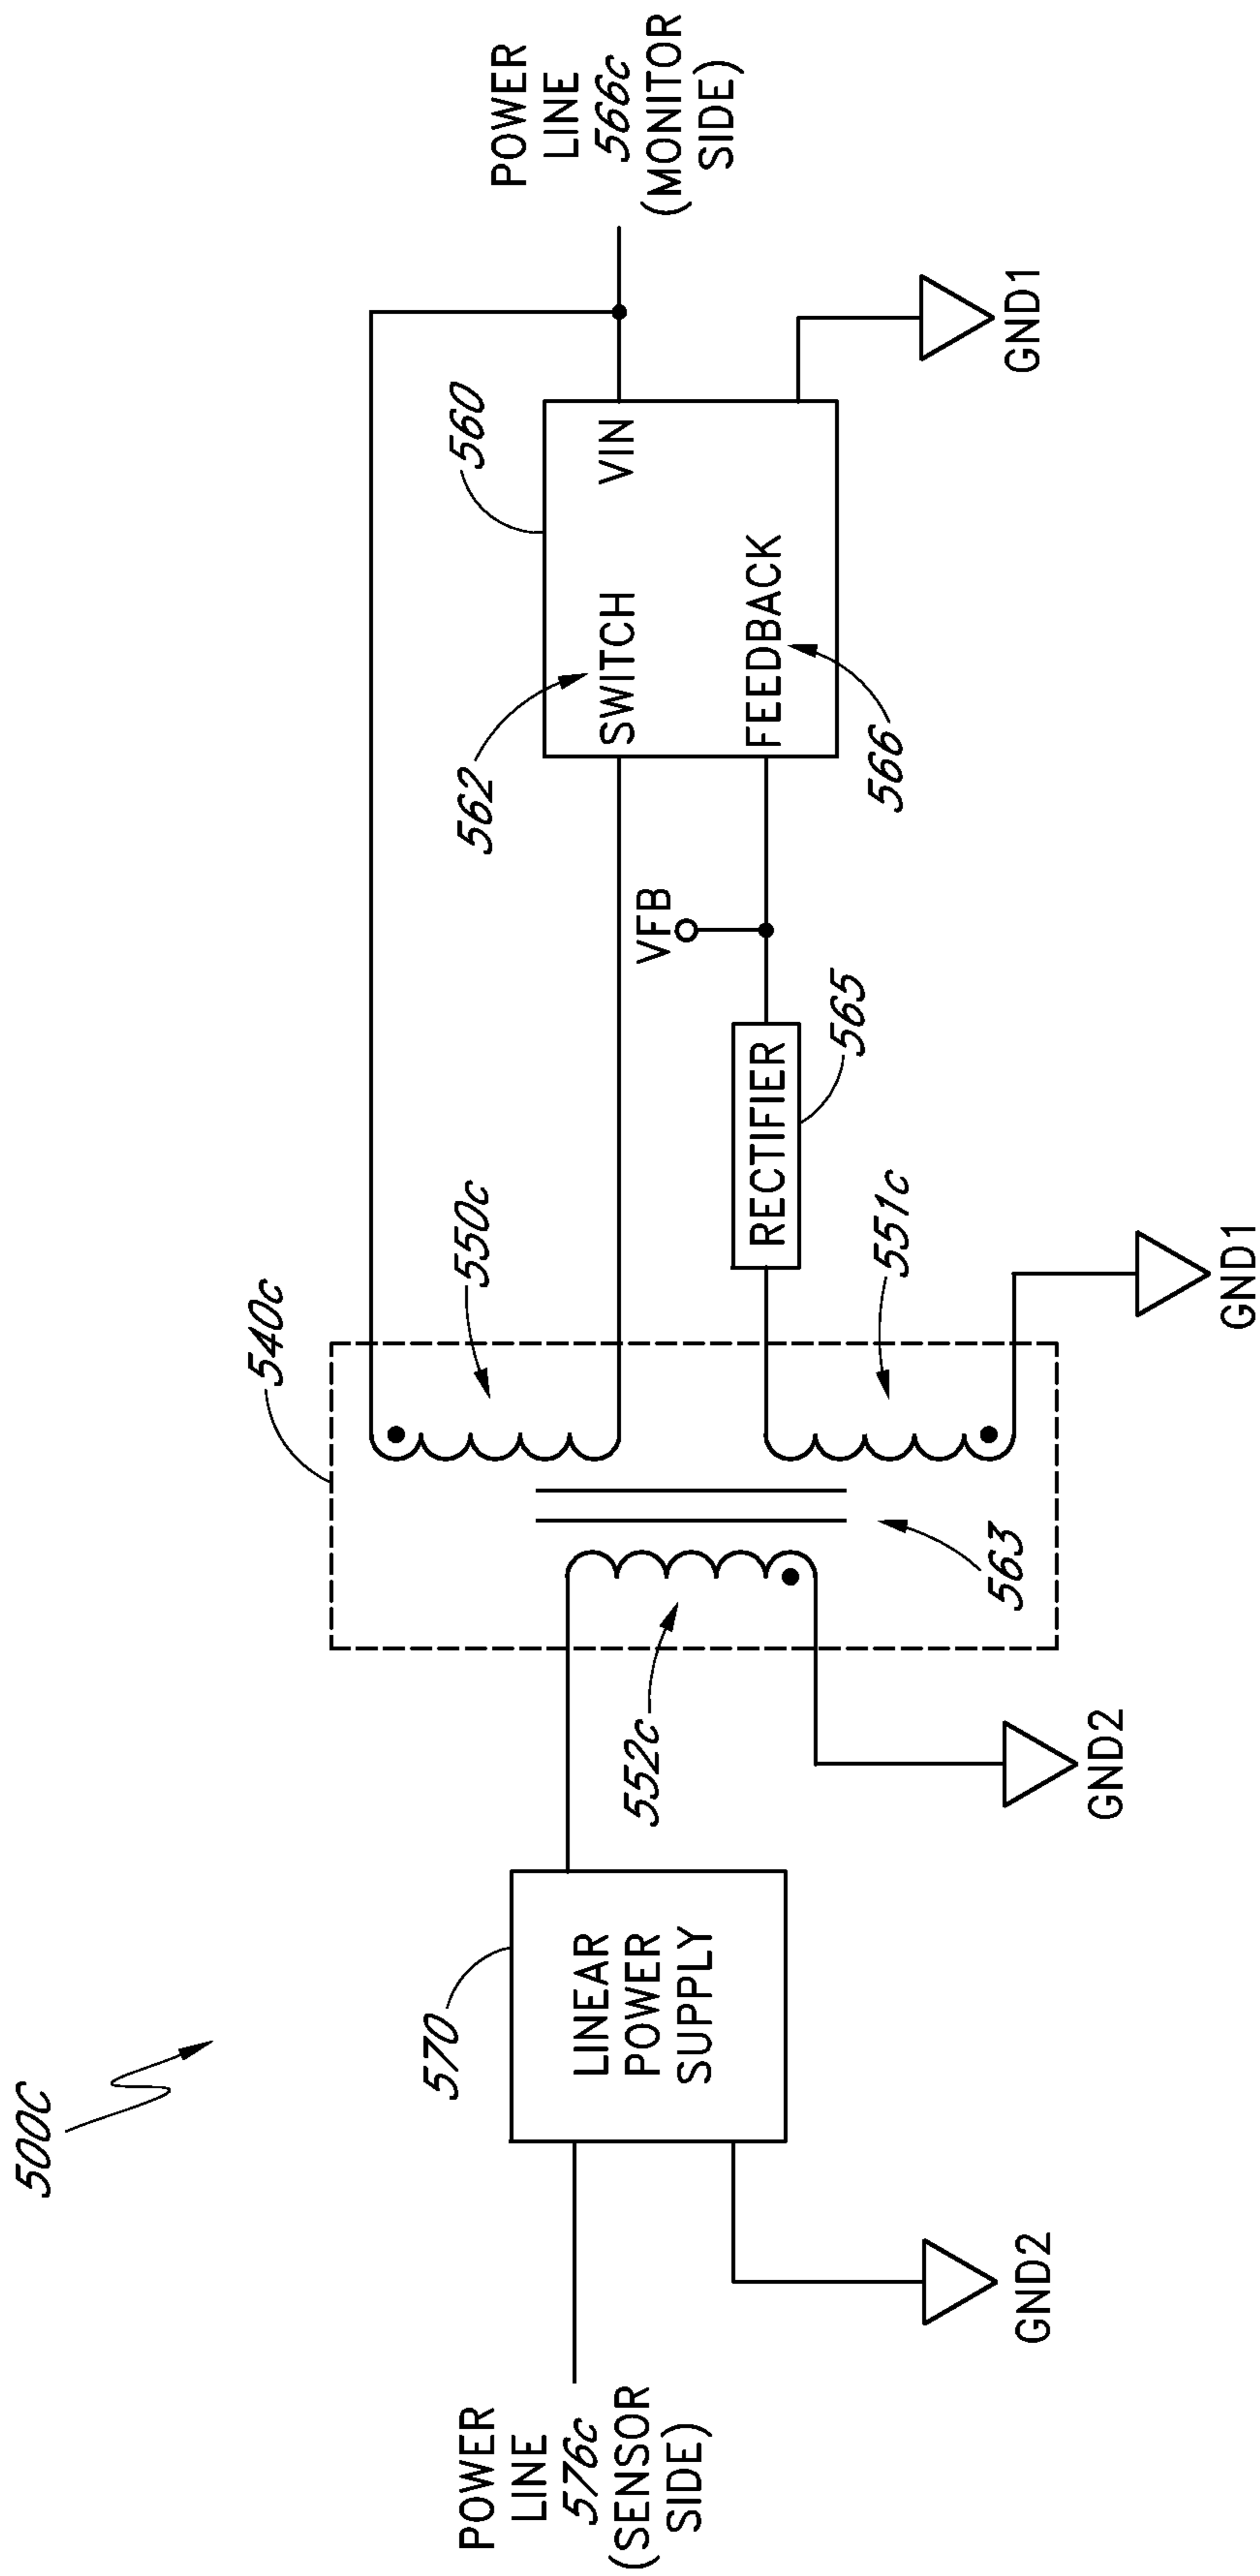 500C
POWER
LINE
576c
(SENSOR
SIDE)
570
LINEAR
POWER
SUPPLY
GND2
GND2
552c
540c
550c
563
551c
GND1
RECTIFIER
565
VFB
562
SWITCH
560
VIN
FEEDBACK
566
GND1
POWER
LINE
566c
(MONITOR
SIDE)